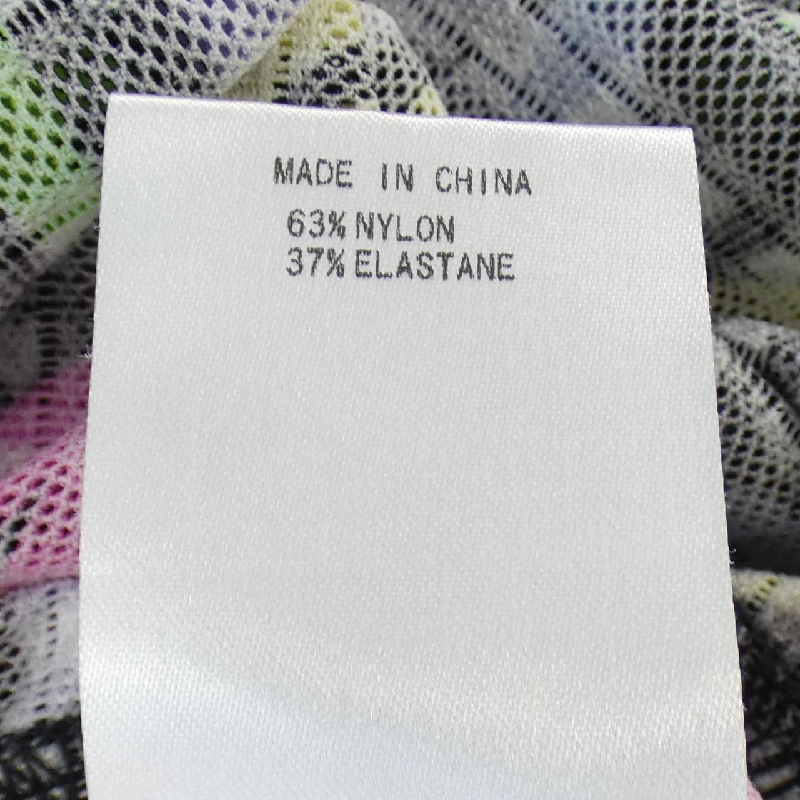 MADE IN CHINA
63% NYLON
37% ELASTANE